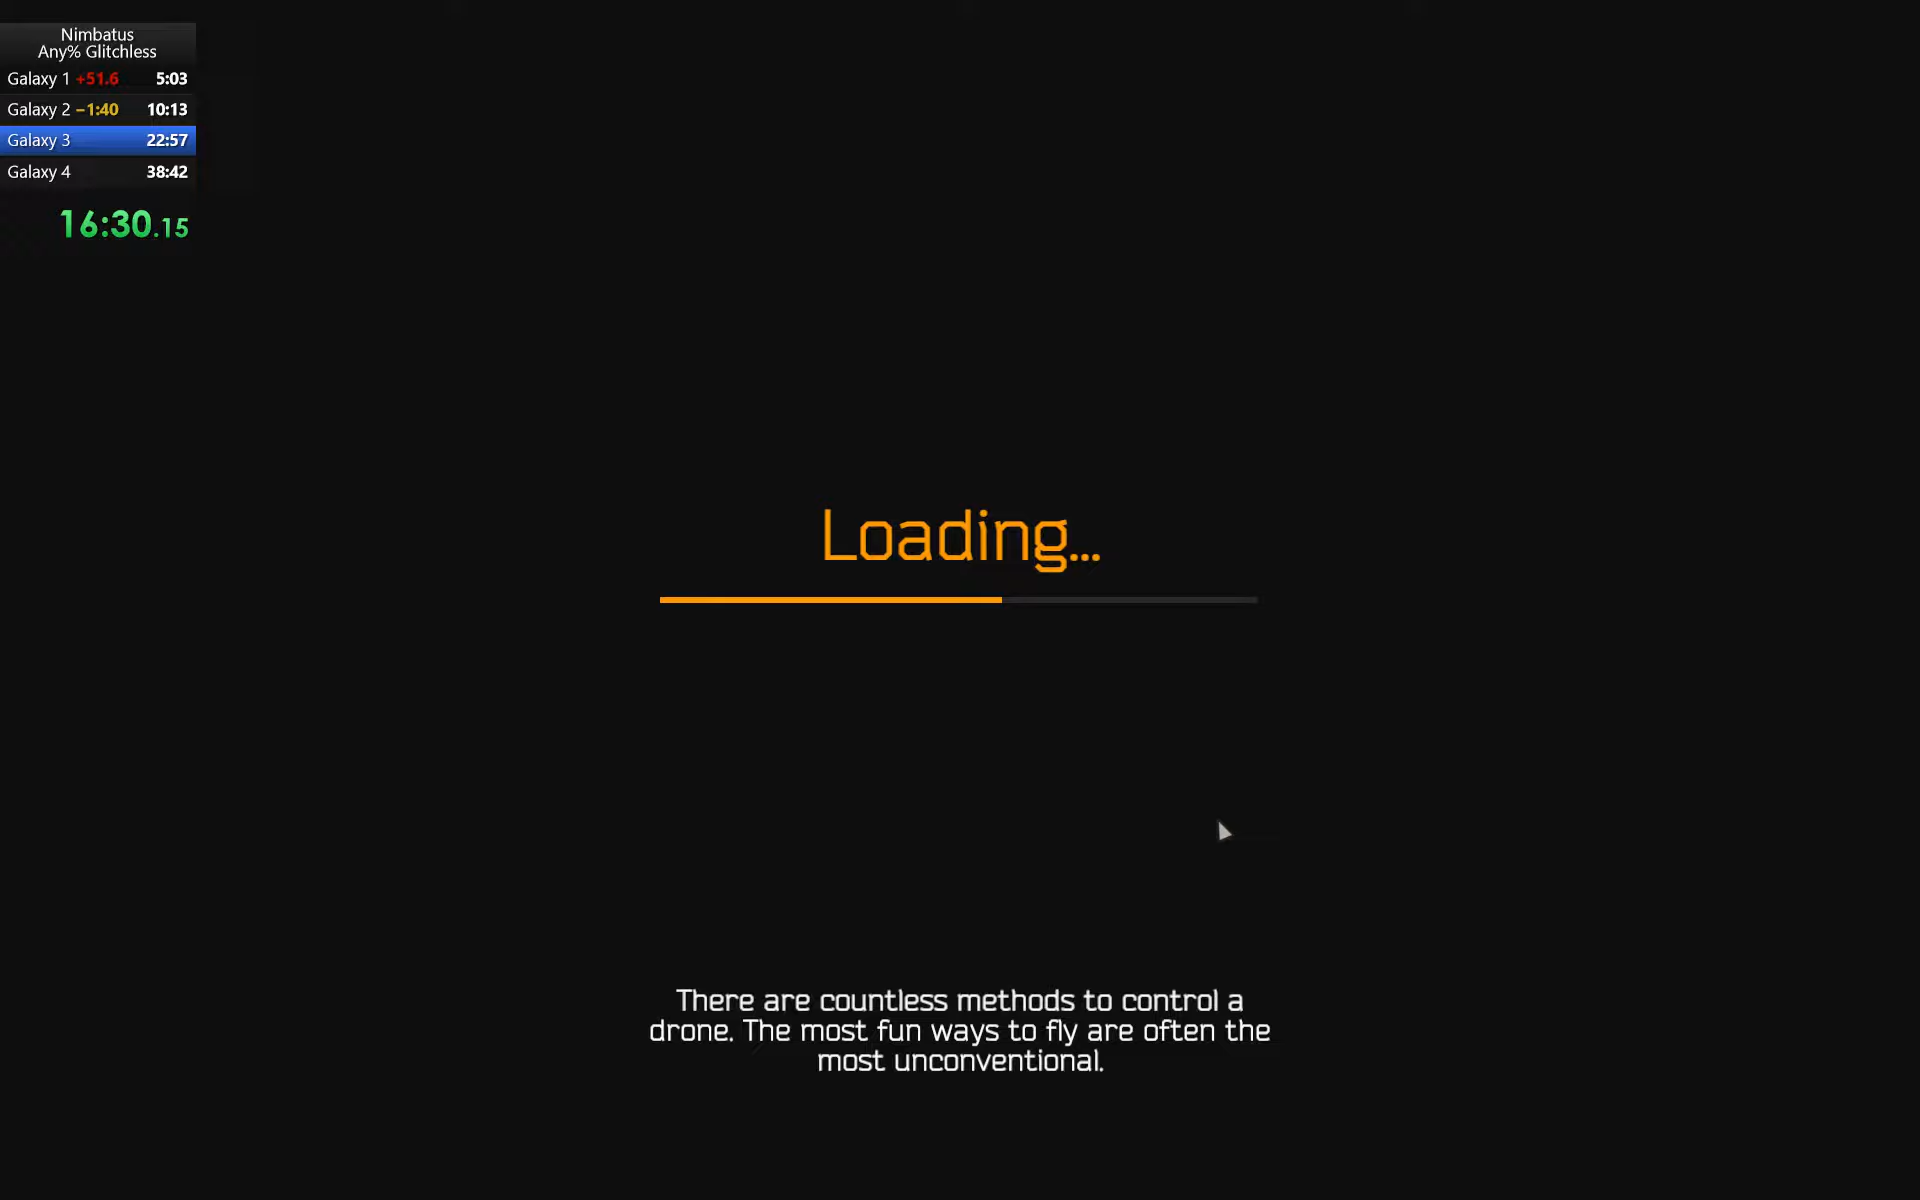 Nimbatus
Any% Glitchless
Galaxy 1 +51.6 5:03
Galaxy 2 −1:40 10:13
Galaxy 3 22:57
Galaxy 4 38:42
16:30.15
Loading...
There are countless methods to control a
drone. The most fun ways to fly are often the
most unconventional.